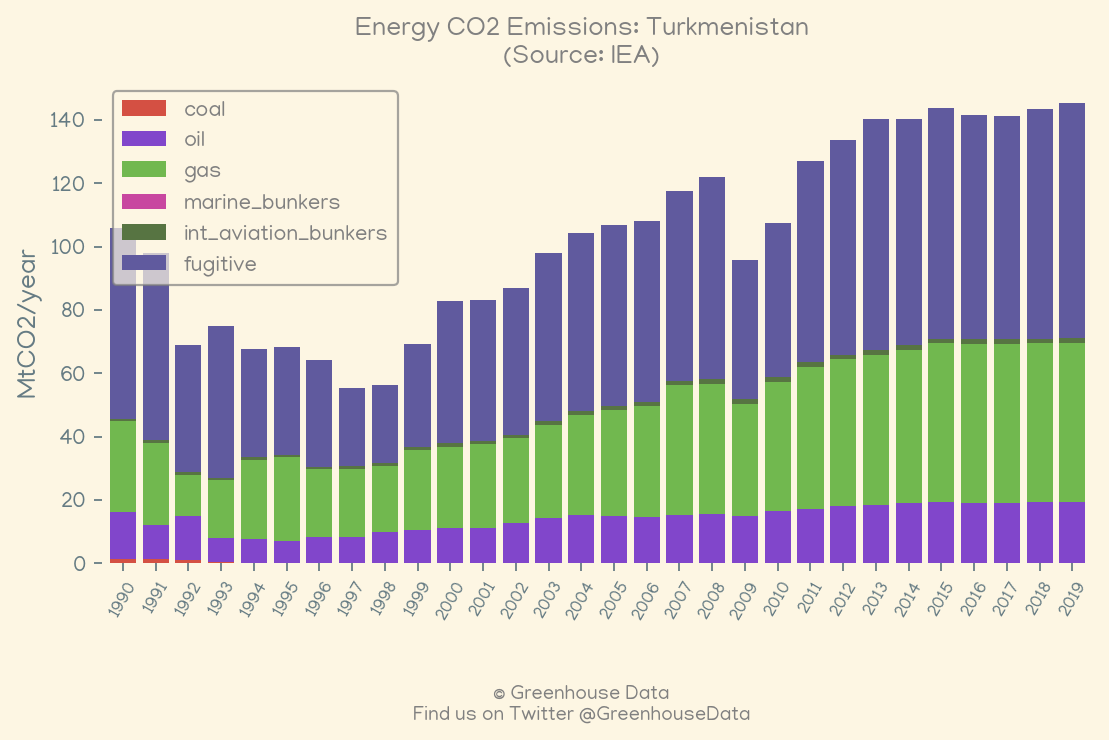 Energy CO2 Emissions: Turkmenistan
(Source: IEA)
coal
oil
gas
marine_bunkers
int_aviation_bunkers
fugitive
MtCO2/year
140
120
100
80
60
40
20
0
1990 1991 1992 1993 1994 1995 1996 1997 1998 1999 2000 2001 2002 2003 2004 2005 2006 2007 2008 2009 2010 2011 2012 2013 2014 2015 2016 2017 2018 2019
© Greenhouse Data
Find us on Twitter @GreenhouseData